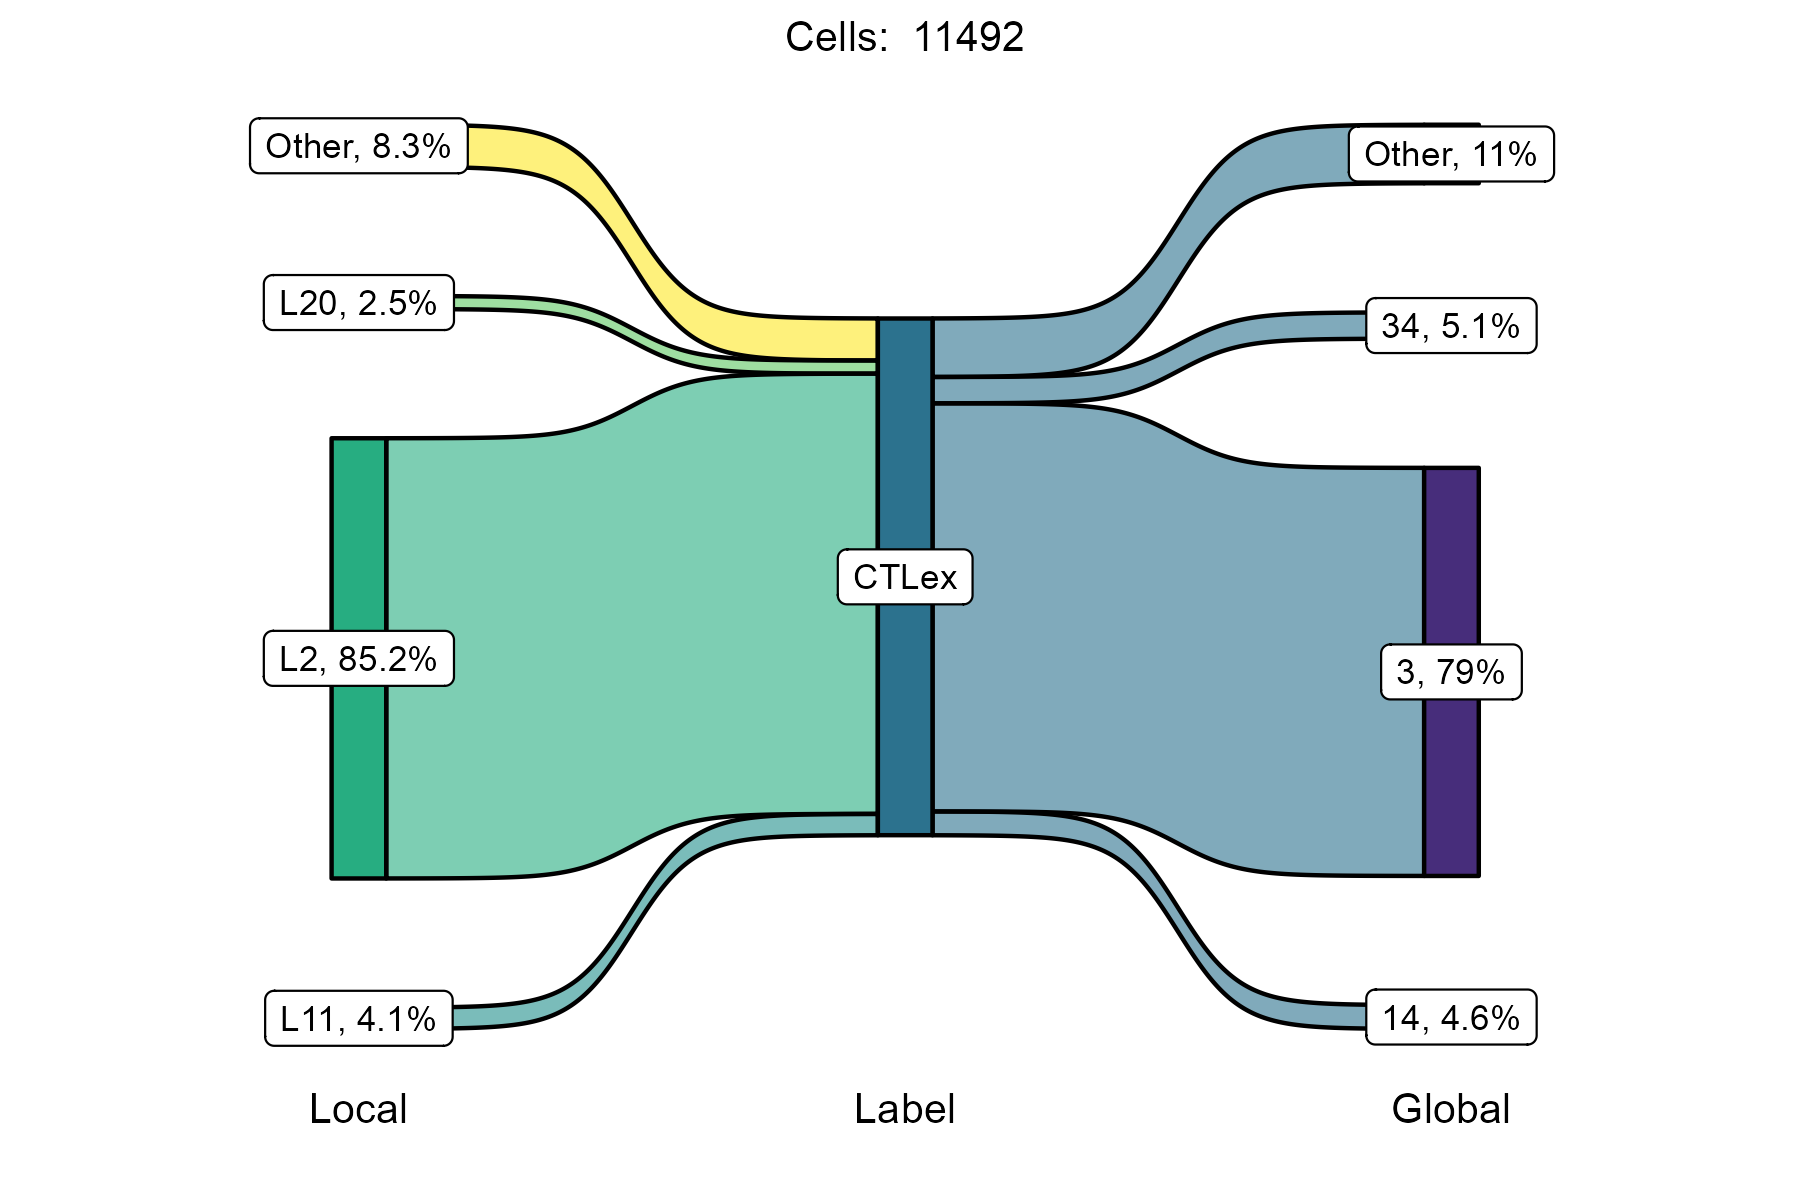 Cells: 11492
Other, 8.3%
Other, 11%
L20, 2.5%
34, 5.1%
CTLex
L2, 85.2%
3, 79%
L11, 4.1%
14, 4.6%
Local
Label
Global